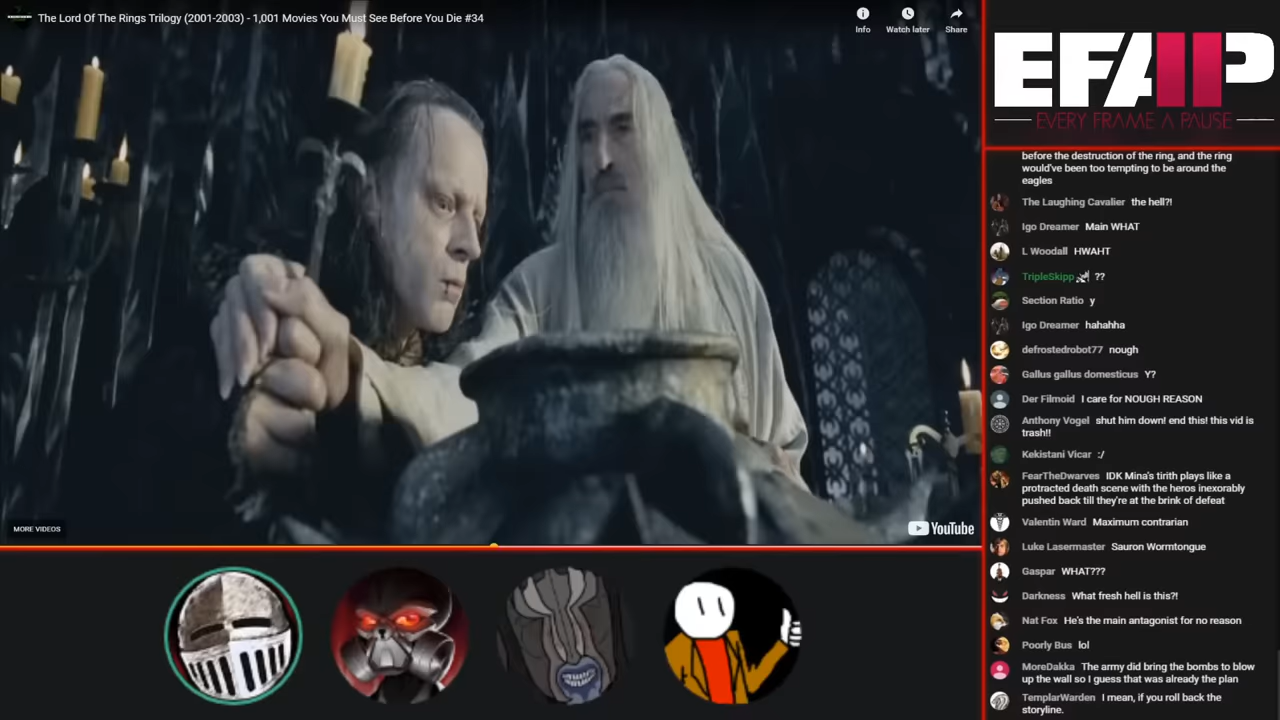 The Lord Of The Rings Trilogy (2001-2003) - 1,001 Movies You Must See Before You Die #34
Info
Watch later
Share
MORE VIDEOS
YouTube
EFAP
EVERY FRAME A PAUSE
before the destruction of the ring, and the ring
would've been too tempting to be around the
eagles
The Laughing Cavalier the hell?!
Igo Dreamer Main WHAT
L Woodall HWAHT
TripleSkipp ??
Section Ratio y
Igo Dreamer hahahha
defrostedrobot77 nough
Gallus gallus domesticus Y?
Der Filmoid I care for NOUGH REASON
Anthony Vogel shut him down! end this! this vid is
trash!!
Kekistani Vicar :/
FearTheDwarves IDK Mina's tirith plays like a
protracted death scene with the heros inexorably
pushed back till they're at the brink of defeat
Valentin Ward Maximum contrarian
Luke Lasermaster Sauron Wormtongue
Gaspar WHAT???
Darkness What fresh hell is this?!
Nat Fox He's the main antagonist for no reason
Poorly Bus lol
MoreDakka The army did bring the bombs to blow
up the wall so I guess that was already the plan
TemplarWarden I mean, if you roll back the
storyline.